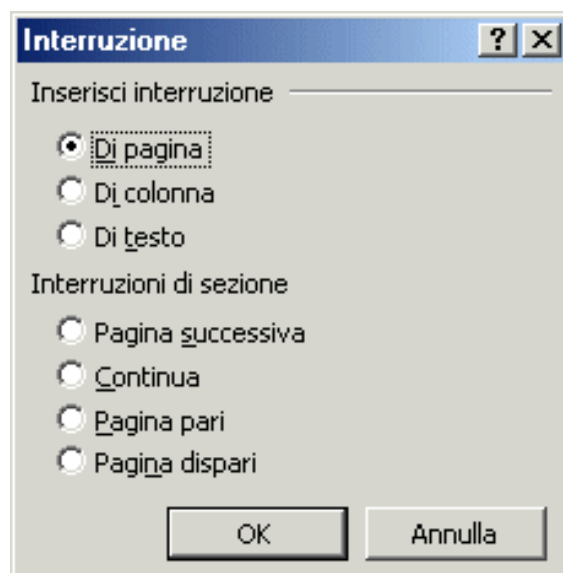 Interruzione ? X
Inserisci interruzione
Di pagina
Di colonna
Di testo
Interruzioni di sezione
Pagina successiva
Continua
Pagina pari
Pagina dispari
OK Annulla